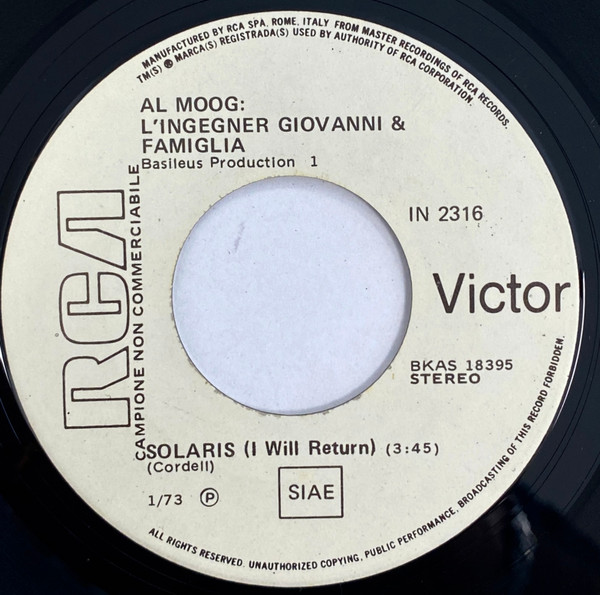 MANUFACTURED BY RCA SPA. ROME, ITALY FROM MASTER RECORDINGS OF RCA RECORDS.
TM(S) ® MARCA(S) REGISTRADA(S) USED BY AUTHORITY OF RCA CORPORATION.
AL MOOG:
L'INGEGNER GIOVANNI &
FAMIGLIA
Basileus Production 1
RCA
CAMPIONE NON COMMERCIABILE
IN 2316
Victor
BKAS 18395
STEREO
SOLARIS (I Will Return) (3:45)
(Cordell)
1/73 Ⓟ
SIAE
ALL RIGHTS RESERVED. UNAUTHORIZED COPYING, PUBLIC PERFORMANCE, BROADCASTING OF THIS RECORD FORBIDDEN.